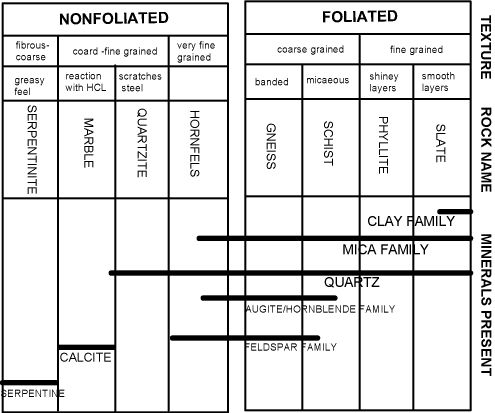 NONFOLIATED
FOLIATED
TEXTURE
fibrous-
coarse
coard -fine grained
very fine
grained
coarse grained
fine grained
greasy
feel
reaction
with HCL
scratches
steel
banded
micaeous
shiney
layers
smooth
layers
ROCK NAME
SERPENTINITE
MARBLE
QUARTZITE
HORNFELS
GNEISS
SCHIST
PHYLLITE
SLATE
MINERALS PRESENT
CLAY FAMILY
MICA FAMILY
QUARTZ
AUGITE/HORNBLENDE FAMILY
FELDSPAR FAMILY
CALCITE
SERPENTINE